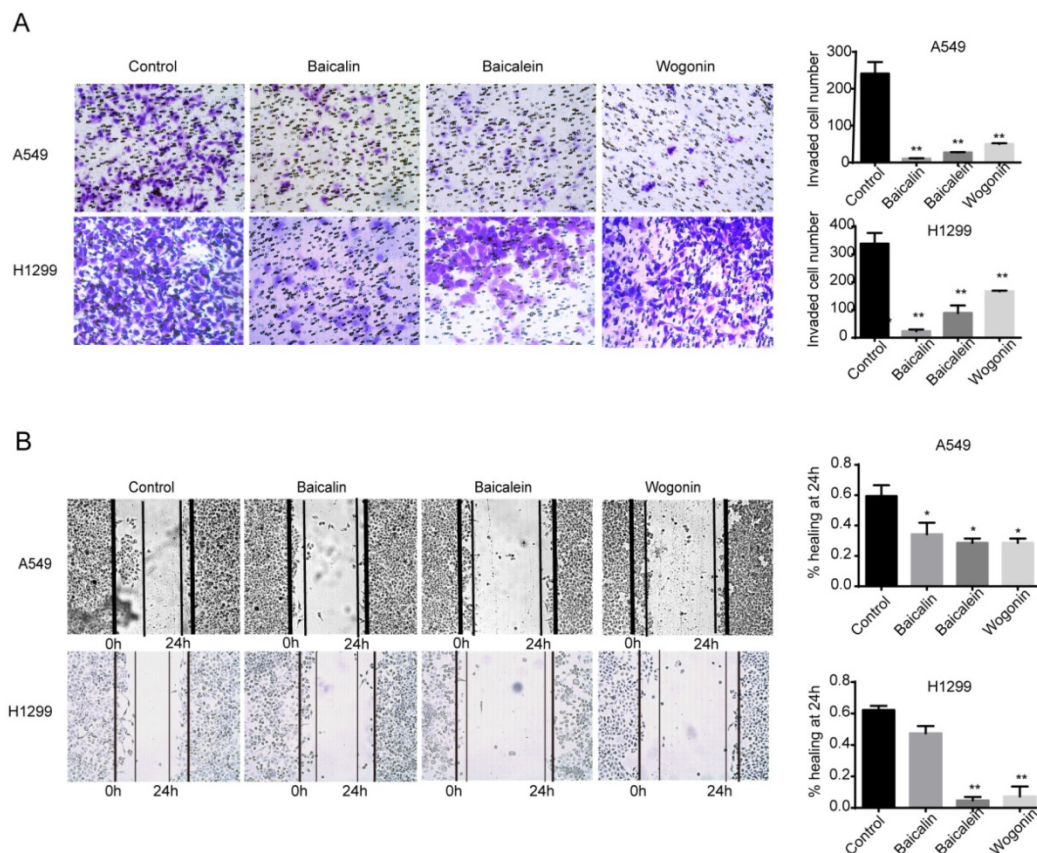 A
Control Baicalin Baicalein Wogonin
A549
H1299
A549
Invaded cell number
300
200
100
0
** ** **
Control Baicalin Baicalein Wogonin
H1299
Invaded cell number
400
300
200
100
0
** ** **
Control Baicalin Baicalein Wogonin
B
Control Baicalin Baicalein Wogonin
A549
0h 24h 0h 24h 0h 24h 0h 24h
H1299
0h 24h 0h 24h 0h 24h 0h 24h
A549
% healing at 24h
0.8
0.6
0.4
0.2
0.0
* * *
Control Baicalin Baicalein Wogonin
H1299
% healing at 24h
0.8
0.6
0.4
0.2
0.0
** **
Control Baicalin Baicalein Wogonin